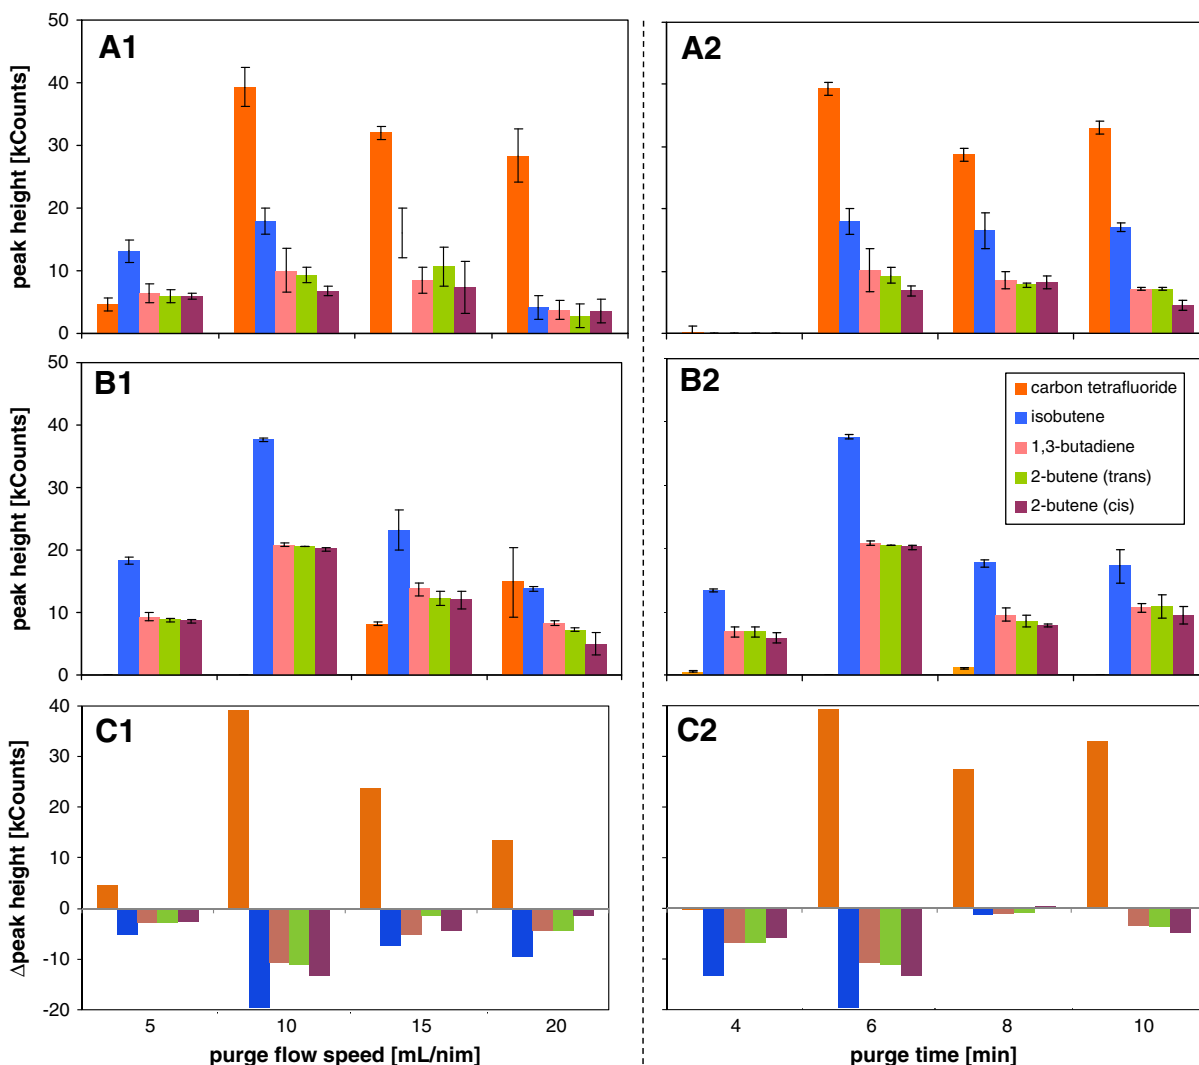 A1
50
40
30
20
10
0
peak height [kCounts]
A2
B1
50
40
30
20
10
0
peak height [kCounts]
B2
carbon tetrafluoride
isobutene
1,3-butadiene
2-butene (trans)
2-butene (cis)
C1
40
30
20
10
0
-10
-20
Δpeak height [kCounts]
5 10 15 20
purge flow speed [mL/nim]
C2
4 6 8 10
purge time [min]